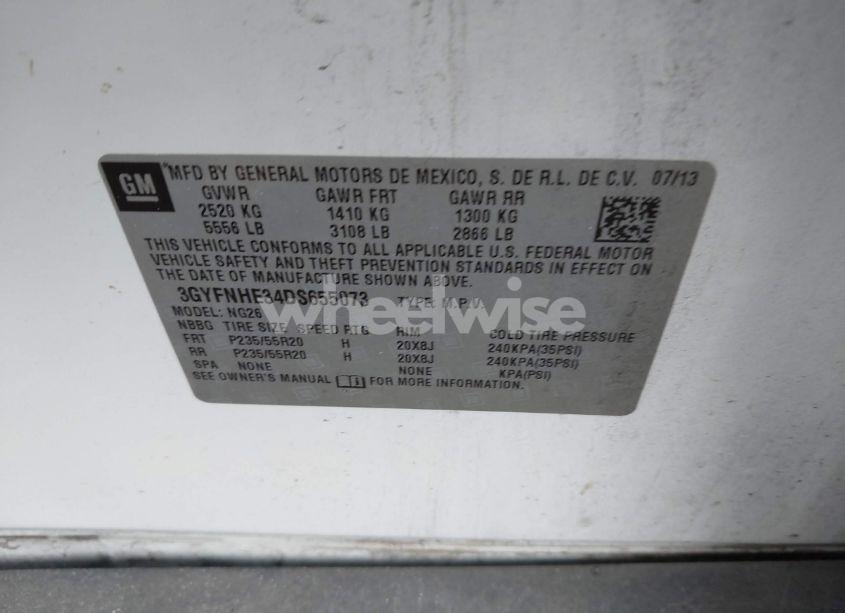 GM
MFD BY GENERAL MOTORS DE MEXICO, S. DE R.L. DE C.V. 07/13
GVWR GAWR FRT GAWR RR
2520 KG 1410 KG 1300 KG
5556 LB 3108 LB 2866 LB
THIS VEHICLE CONFORMS TO ALL APPLICABLE U.S. FEDERAL MOTOR
VEHICLE SAFETY AND THEFT PREVENTION STANDARDS IN EFFECT ON
THE DATE OF MANUFACTURE SHOWN ABOVE.
3GYFNHE34DS655073 TYPE: M.P.V.
MODEL: NG26
NBBG TIRE SIZE SPEED RTG RIM COLD TIRE PRESSURE
FRT P235/55R20 H 20X8J 240KPA(35PSI)
RR P235/55R20 H 20X8J 240KPA(35PSI)
SPA NONE NONE KPA(PSI)
SEE OWNER'S MANUAL FOR MORE INFORMATION.
wheelwise